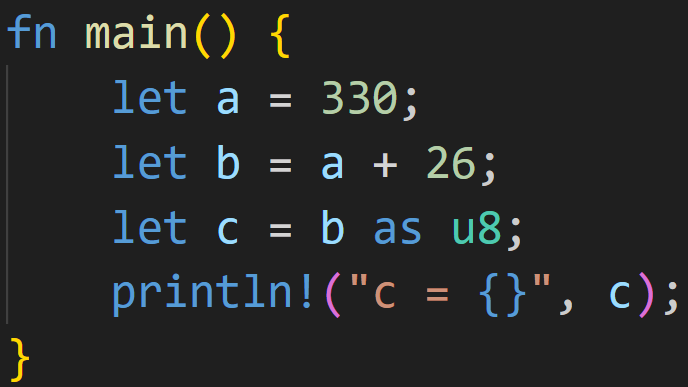 fn main() {
    let a = 330;
    let b = a + 26;
    let c = b as u8;
    println!("c = {}", c);
}